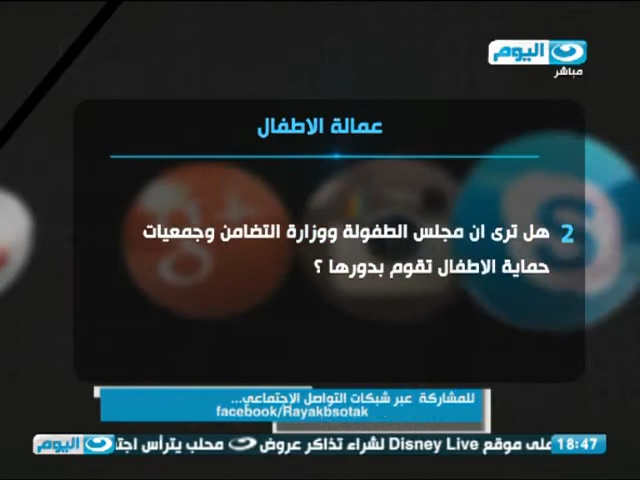 اليوم
مباشر
عمالة الاطفال
2 هل ترى ان مجلس الطفولة ووزارة التضامن وجمعيات
حماية الاطفال تقوم بدورها ؟
للمشاركة عبر شبكات التواصل الإجتماعي...
facebook/Rayakbsotak
على موقع Disney Live لشراء تذاكر عروض محلب يترأس اجت
18:47
اليوم